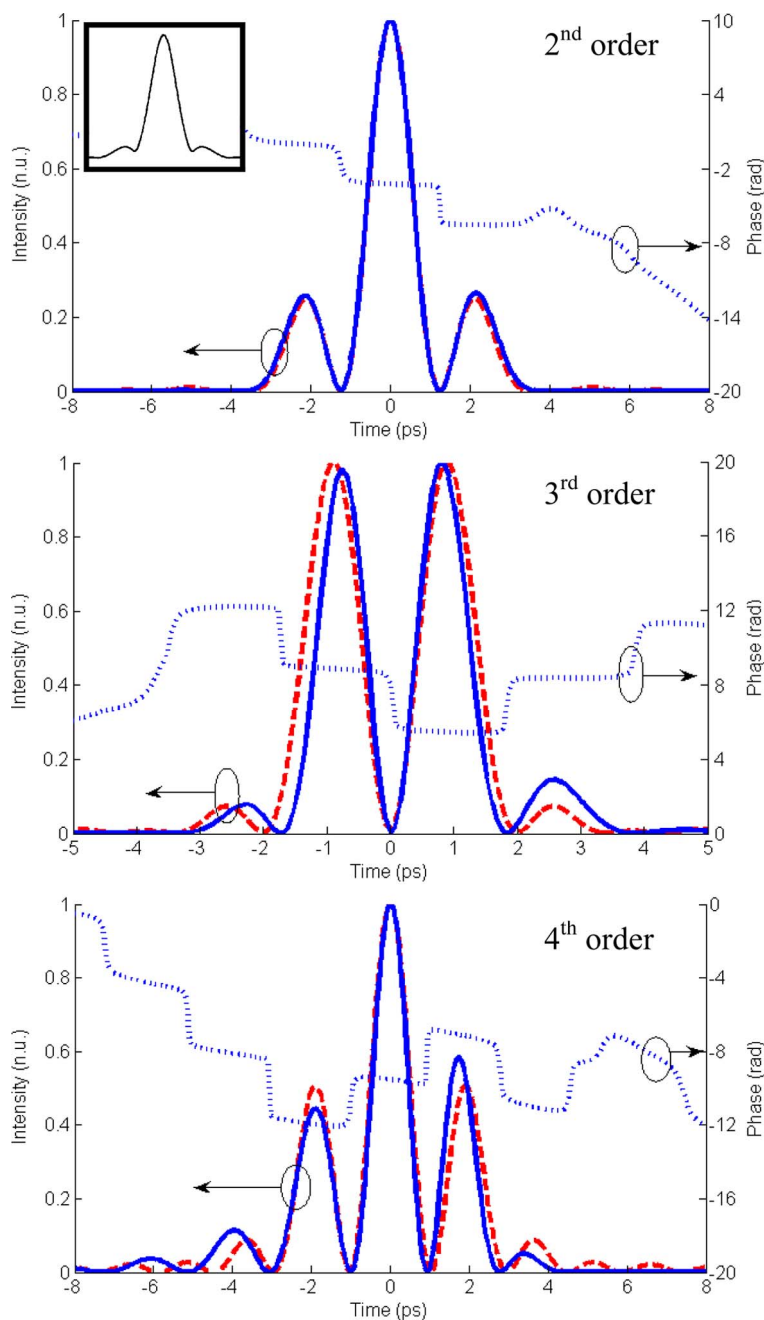 2nd order
Intensity (n.u.)
1
0.8
0.6
0.4
0.2
0
10
4
-2
-8
-14
-20
Phase (rad)
-8 -6 -4 -2 0 2 4 6 8
Time (ps)
3rd order
Intensity (n.u.)
1
0.8
0.6
0.4
0.2
0
20
16
12
8
5
0
Phase (rad)
-5 -4 -3 -2 -1 0 1 2 3 4 5
Time (ps)
4th order
Intensity (n.u.)
1
0.8
0.6
0.4
0.2
0
0
-4
-8
-12
-16
-20
Phase (rad)
-8 -6 -4 -2 0 2 4 6 8
Time (ps)